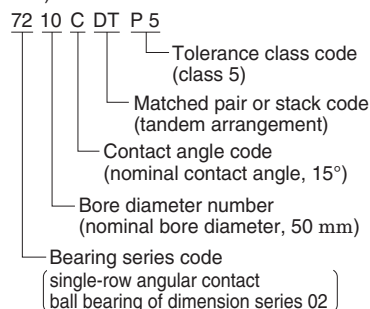 72 10 C DT P 5
Tolerance class code
(class 5)
Matched pair or stack code
(tandem arrangement)
Contact angle code
(nominal contact angle, 15°)
Bore diameter number
(nominal bore diameter, 50 mm)
Bearing series code
(single-row angular contact
ball bearing of dimension series 02)